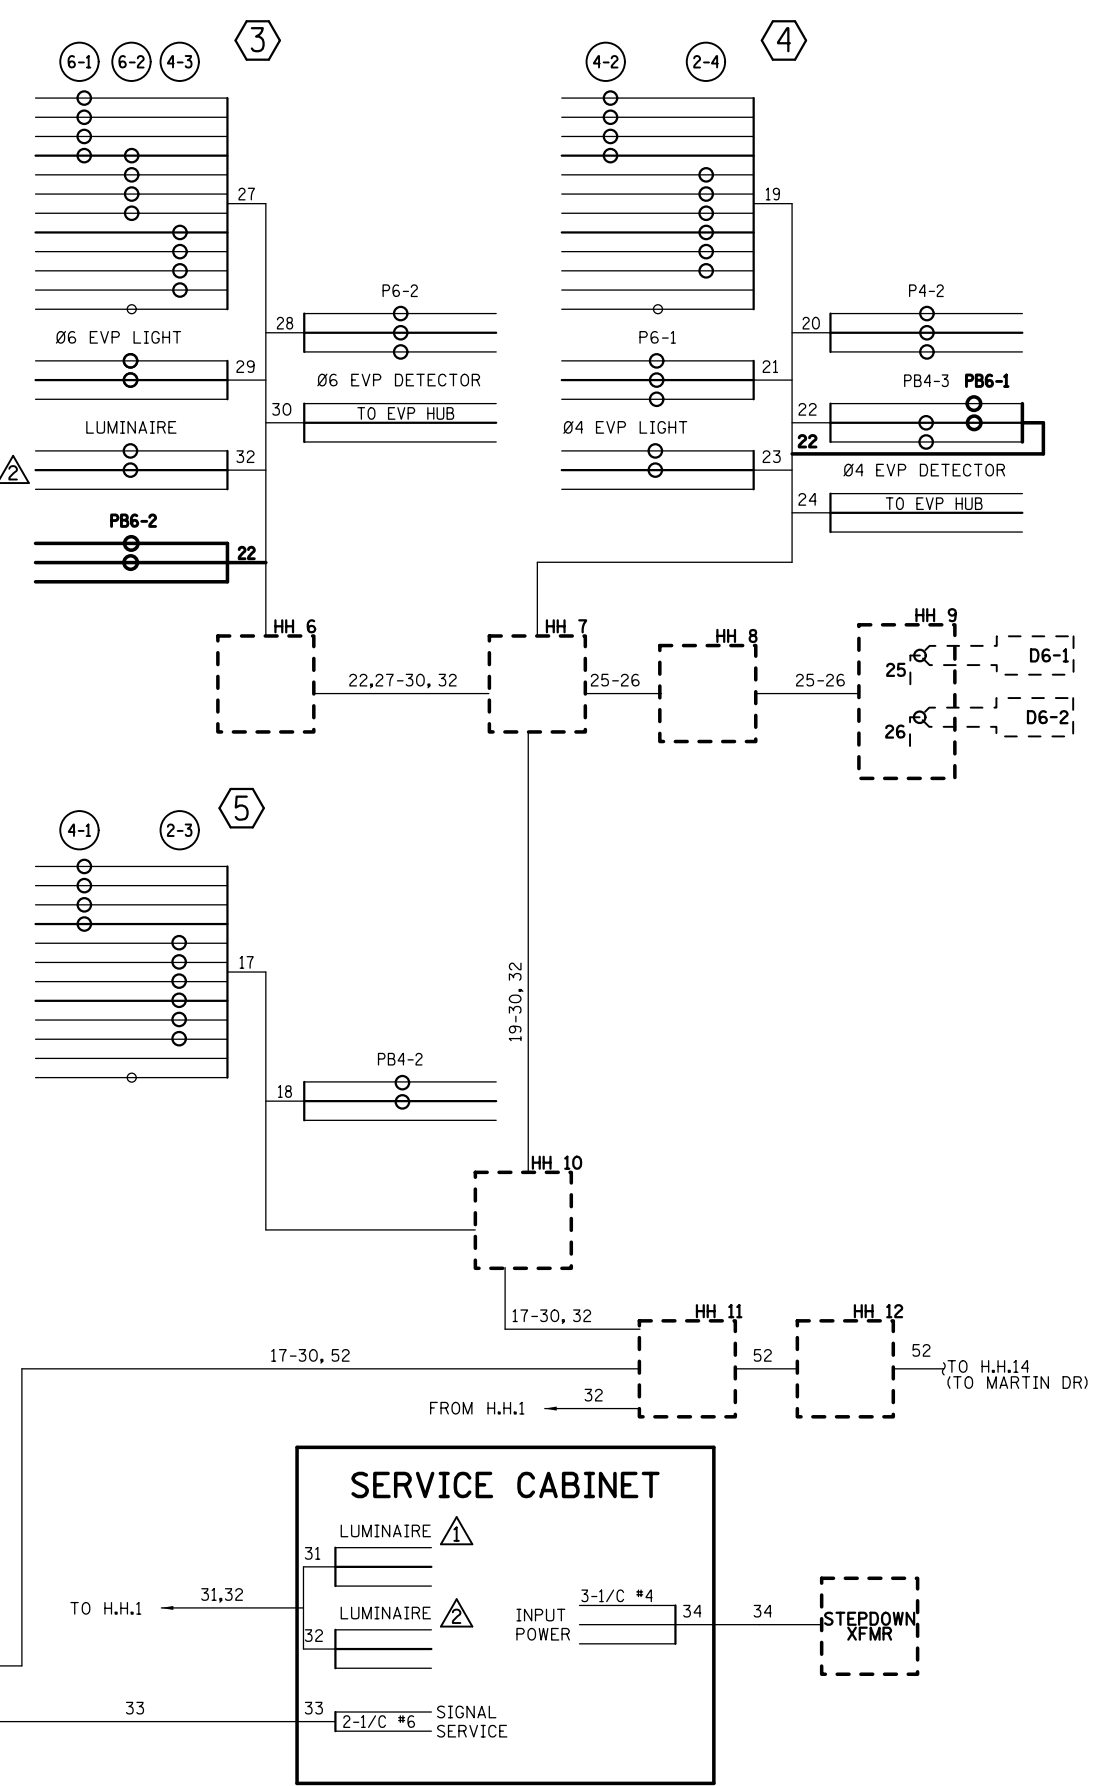 3
6-1 6-2 4-3
27
28
P6-2
Ø6 EVP LIGHT
29
Ø6 EVP DETECTOR
30
TO EVP HUB
LUMINAIRE
32
2
PB6-2
22
4
4-2 2-4
19
20
P4-2
P6-1
21
PB4-3 PB6-1
22
22
Ø4 EVP LIGHT
23
Ø4 EVP DETECTOR
24
TO EVP HUB
HH 6
22,27-30,32
HH 7
25-26
HH 8
25-26
HH 9
25
D6-1
26
D6-2
5
4-1 2-3
17
18
PB4-2
19-30,32
HH 10
17-30,32
HH 11
HH 12
17-30,52
52
52
TO H.H.14
(TO MARTIN DR)
FROM H.H.1
32
SERVICE CABINET
LUMINAIRE 1
31
TO H.H.1
31,32
LUMINAIRE 2
32
INPUT
POWER
3-1/C #4
34
34
STEPDOWN
XFMR
33
33
2-1/C #6
SIGNAL
SERVICE